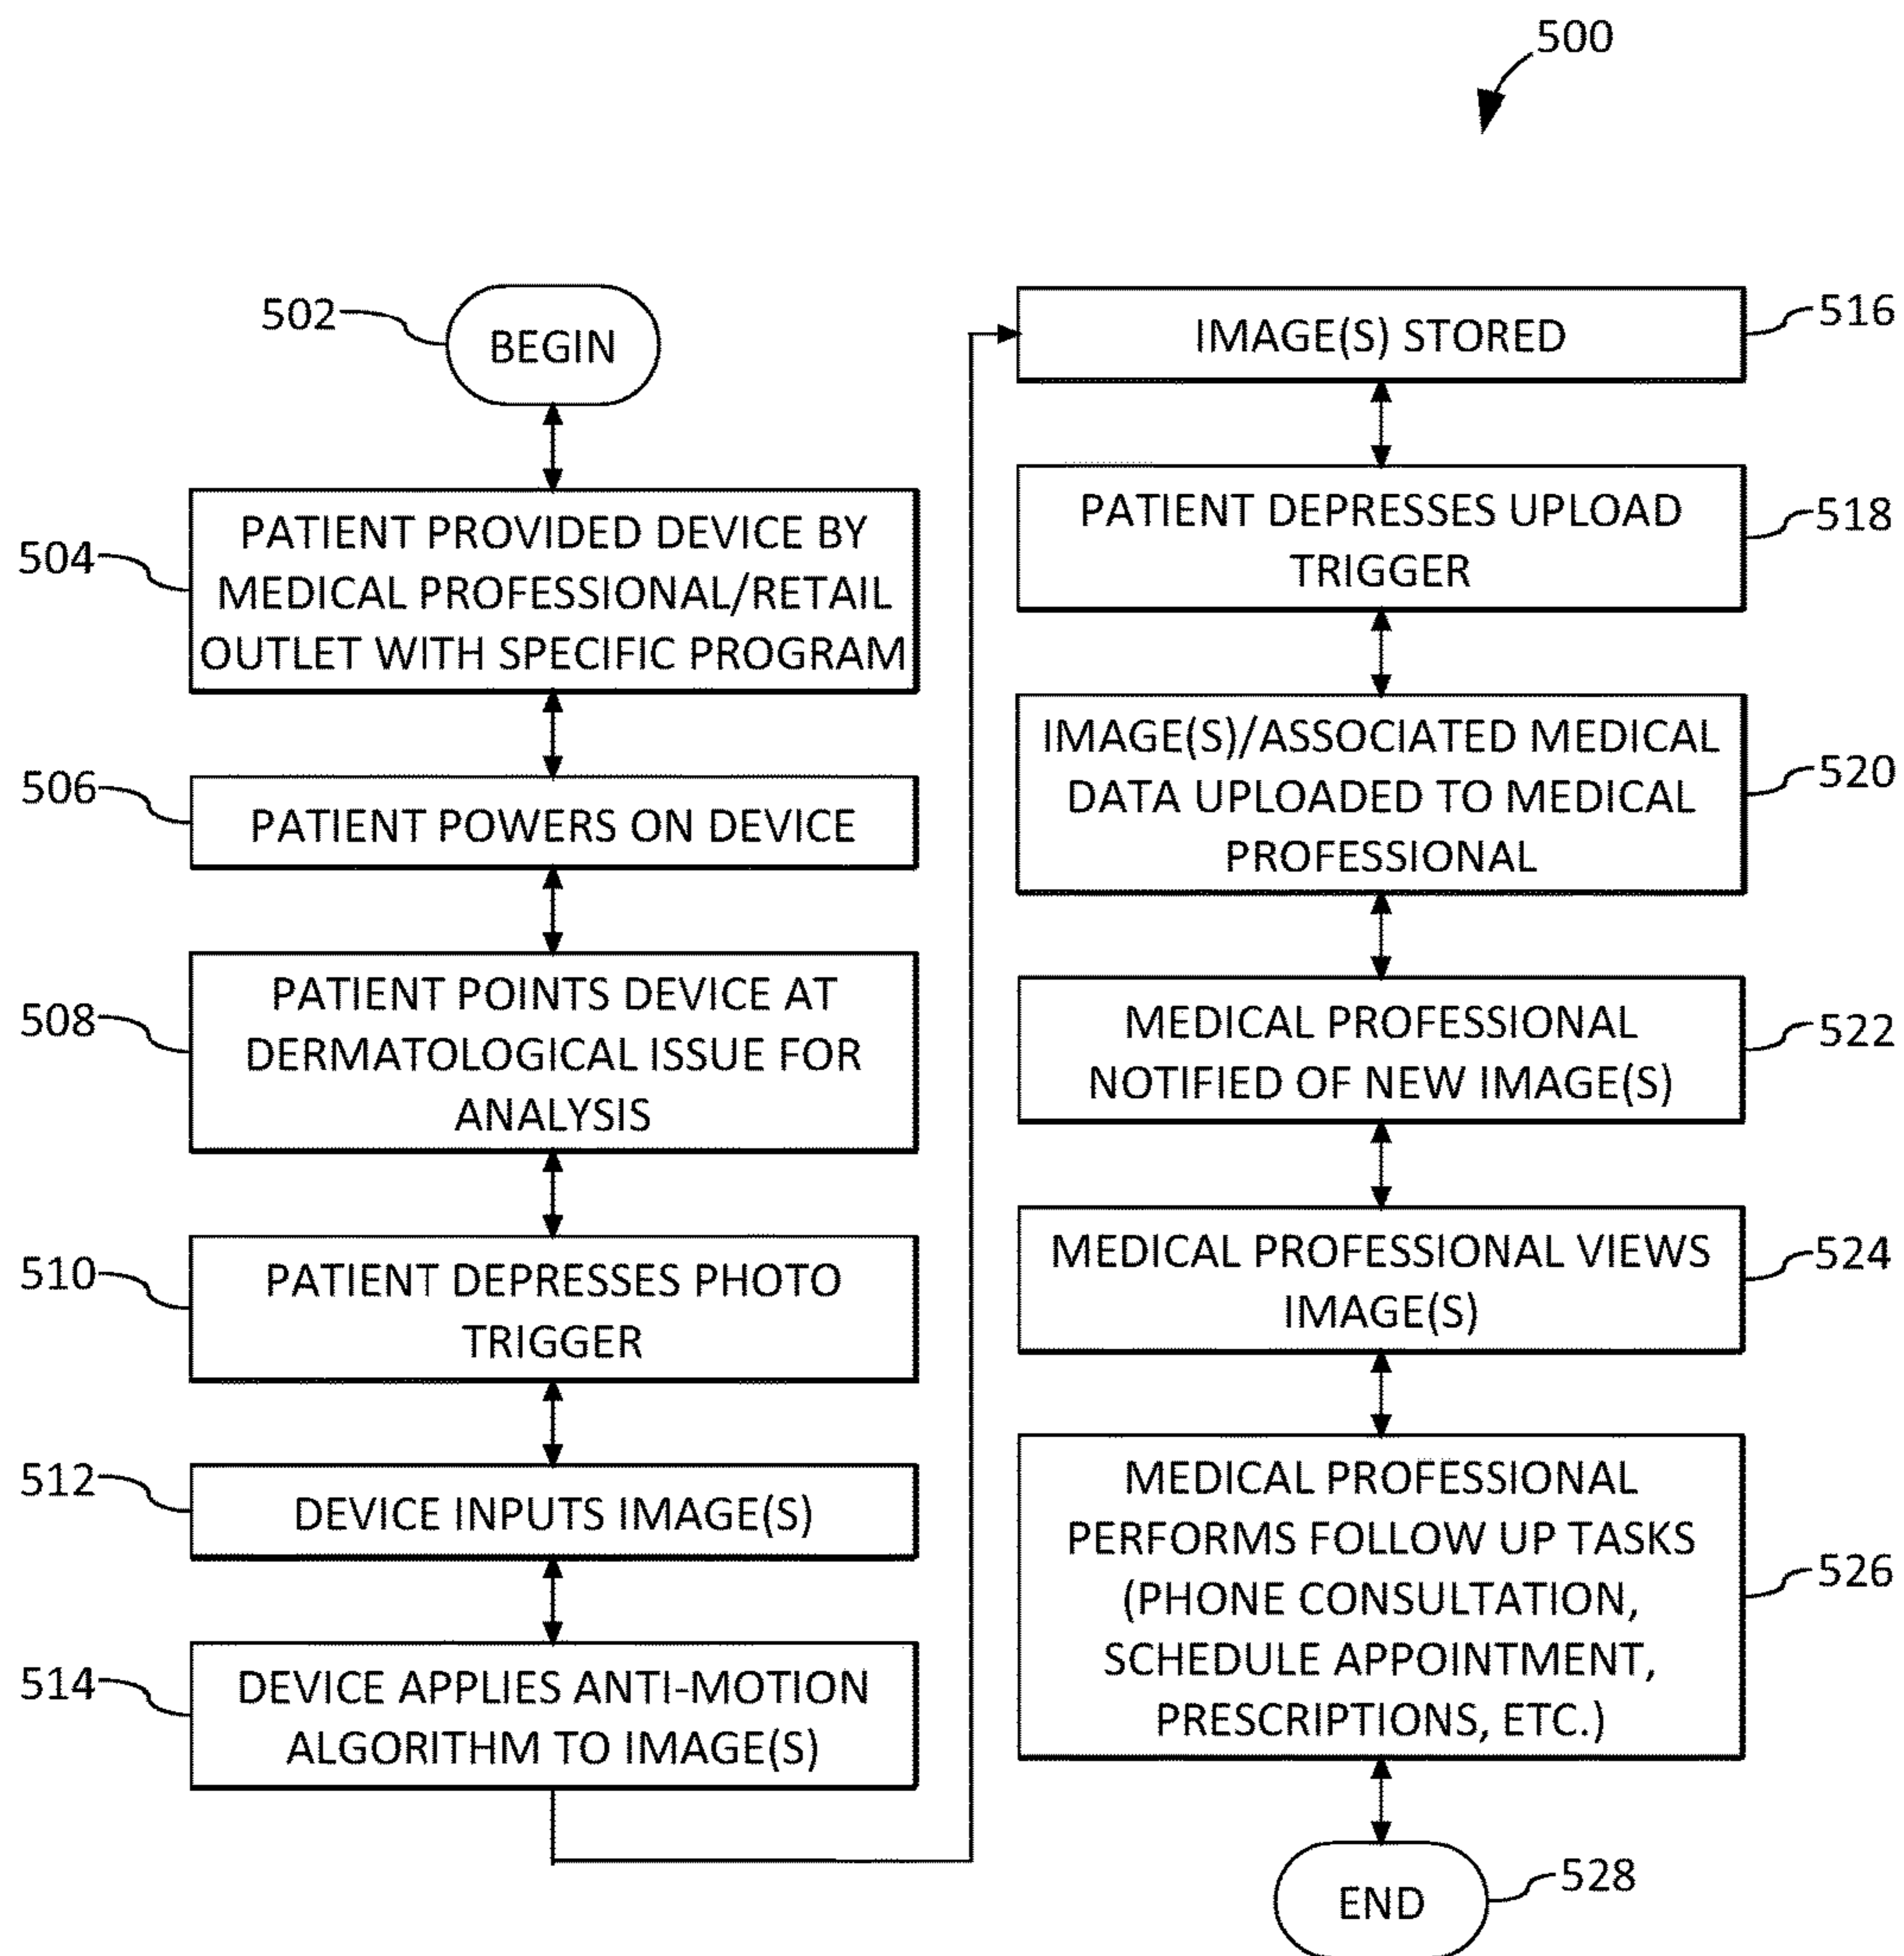 500
502
BEGIN
504
PATIENT PROVIDED DEVICE BY
MEDICAL PROFESSIONAL/RETAIL
OUTLET WITH SPECIFIC PROGRAM
506
PATIENT POWERS ON DEVICE
508
PATIENT POINTS DEVICE AT
DERMATOLOGICAL ISSUE FOR
ANALYSIS
510
PATIENT DEPRESSES PHOTO
TRIGGER
512
DEVICE INPUTS IMAGE(S)
514
DEVICE APPLIES ANTI-MOTION
ALGORITHM TO IMAGE(S)
IMAGE(S) STORED
516
PATIENT DEPRESSES UPLOAD
TRIGGER
518
IMAGE(S)/ASSOCIATED MEDICAL
DATA UPLOADED TO MEDICAL
PROFESSIONAL
520
MEDICAL PROFESSIONAL
NOTIFIED OF NEW IMAGE(S)
522
MEDICAL PROFESSIONAL VIEWS
IMAGE(S)
524
MEDICAL PROFESSIONAL
PERFORMS FOLLOW UP TASKS
(PHONE CONSULTATION,
SCHEDULE APPOINTMENT,
PRESCRIPTIONS, ETC.)
526
END
528